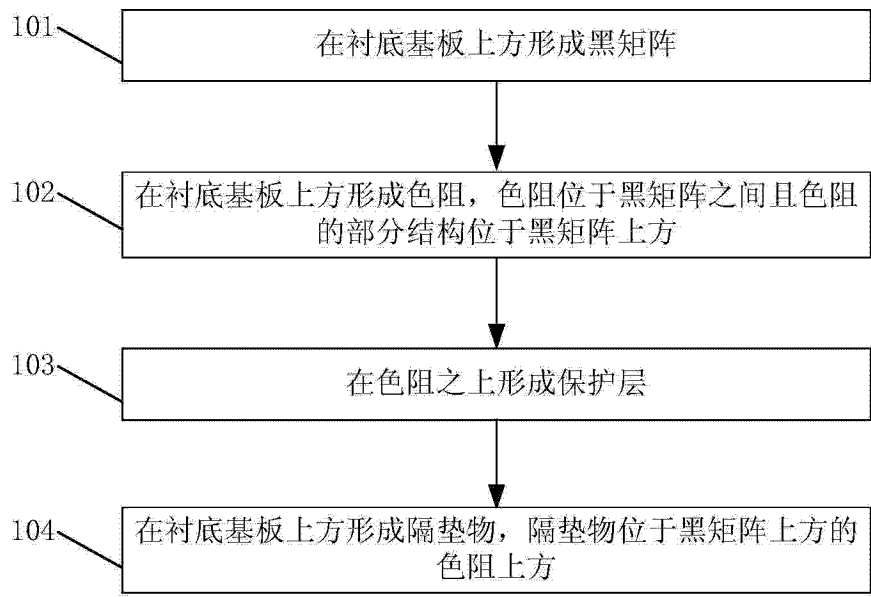 101
在衬底基板上方形成黑矩阵
102
在衬底基板上方形成色阻，色阻位于黑矩阵之间且色阻
的部分结构位于黑矩阵上方
103
在色阻之上形成保护层
104
在衬底基板上方形成隔垫物，隔垫物位于黑矩阵上方的
色阻上方